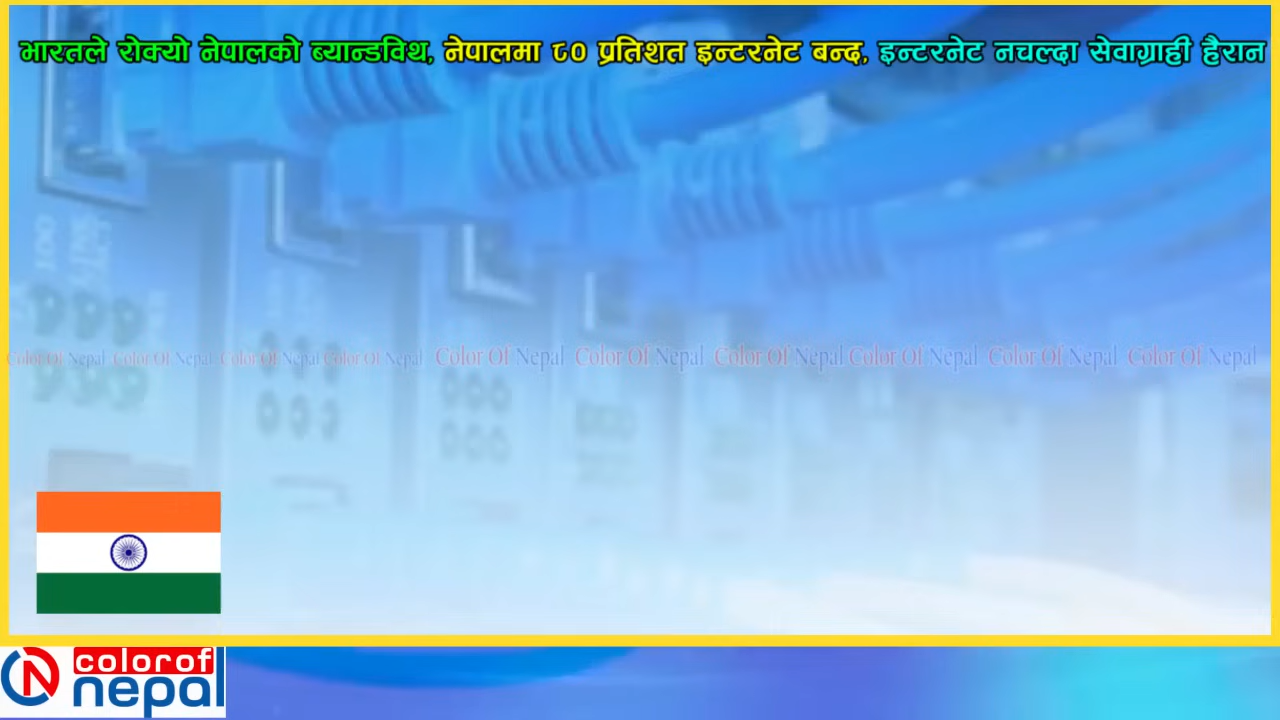 भारतले रोक्यो नेपालको ब्यान्डविथ, नेपालमा ८० प्रतिशत इन्टरनेट बन्द, इन्टरनेट नचल्दा सेवाग्राही हैरान
Color Of Nepal Color Of Nepal Color Of Nepal Color Of Nepal Color Of Nepal Color Of Nepal Color Of Nepal Color Of Nepal Color Of Nepal Color Of Nepal
colorof
nepal